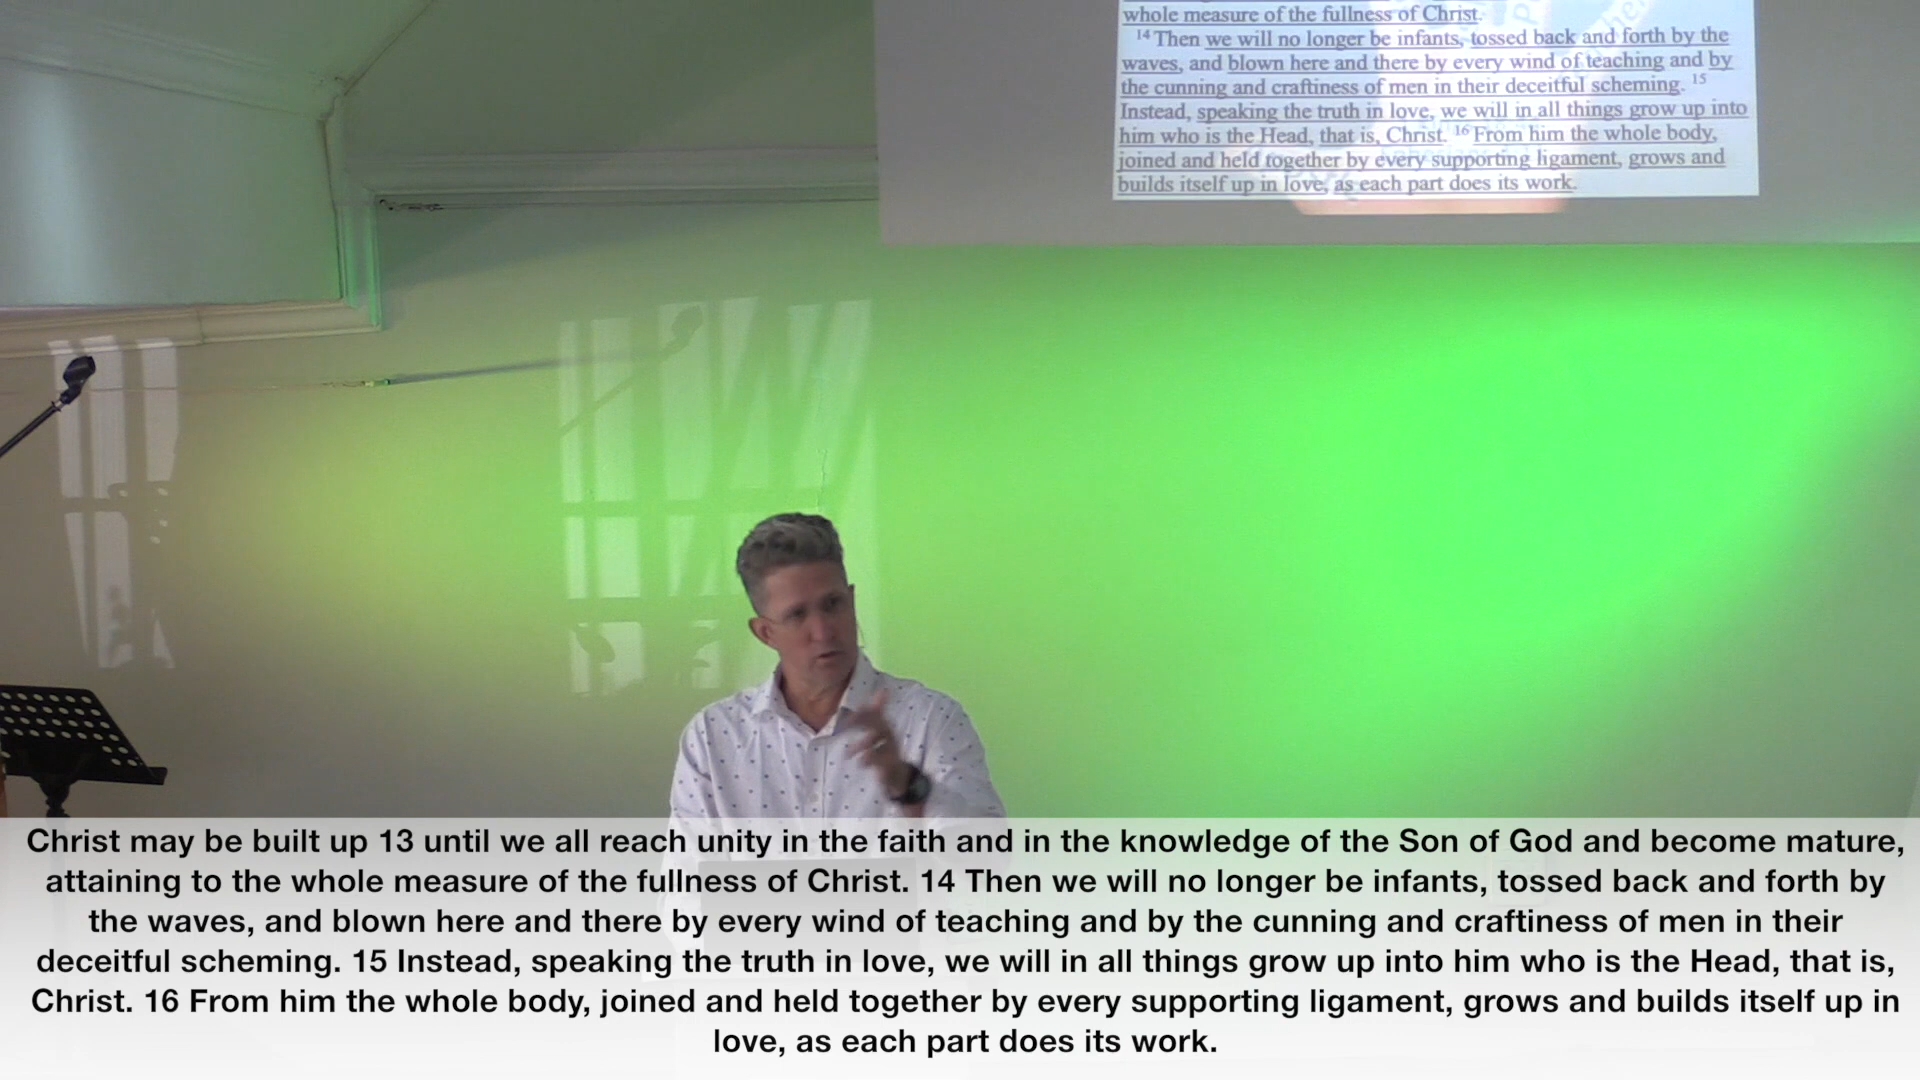 whole measure of the fullness of Christ.
14 Then we will no longer be infants, tossed back and forth by the
waves, and blown here and there by every wind of teaching and by
the cunning and craftiness of men in their deceitful scheming. 15
Instead, speaking the truth in love, we will in all things grow up into
him who is the Head, that is, Christ. 16 From him the whole body,
joined and held together by every supporting ligament, grows and
builds itself up in love, as each part does its work.
Christ may be built up 13 until we all reach unity in the faith and in the knowledge of the Son of God and become mature,
attaining to the whole measure of the fullness of Christ. 14 Then we will no longer be infants, tossed back and forth by
the waves, and blown here and there by every wind of teaching and by the cunning and craftiness of men in their
deceitful scheming. 15 Instead, speaking the truth in love, we will in all things grow up into him who is the Head, that is,
Christ. 16 From him the whole body, joined and held together by every supporting ligament, grows and builds itself up in
love, as each part does its work.